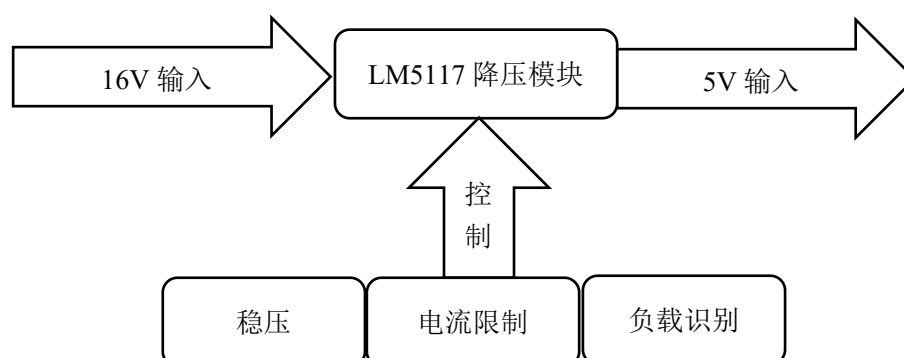 16V 输入
LM5117 降压模块
5V 输入
控
制
稳压
电流限制
负载识别